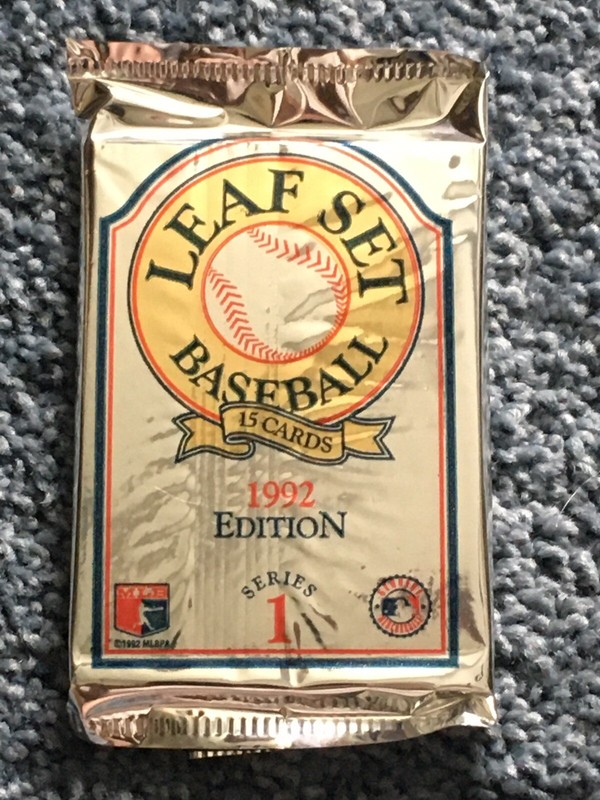 LEAF SET
BASEBALL
15 CARDS
1992
EDITION
SERIES
1
©1992 MLBPA